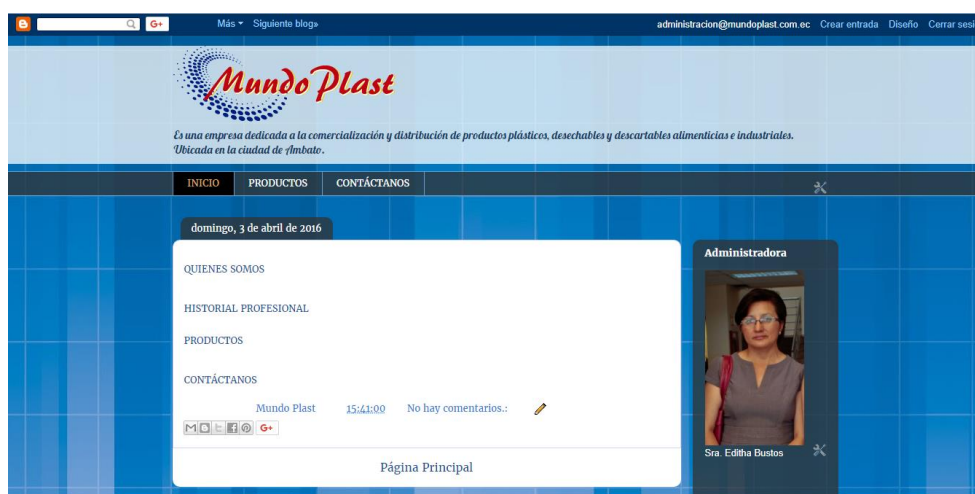 G+ Más Siguiente blog» administracion@mundoplast.com.ec Crear entrada Diseño Cerrar sesi
Mundo Plast
Es una empresa dedicada a la comercialización y distribución de productos plásticos, desechables y descartables alimenticias e industriales.
Ubicada en la ciudad de Ambato.
INICIO PRODUCTOS CONTÁCTANOS
domingo, 3 de abril de 2016
QUIENES SOMOS
HISTORIAL PROFESIONAL
PRODUCTOS
CONTÁCTANOS
Mundo Plast 15:41:00 No hay comentarios.:
G+
Página Principal
Administradora
Sra. Editha Bustos